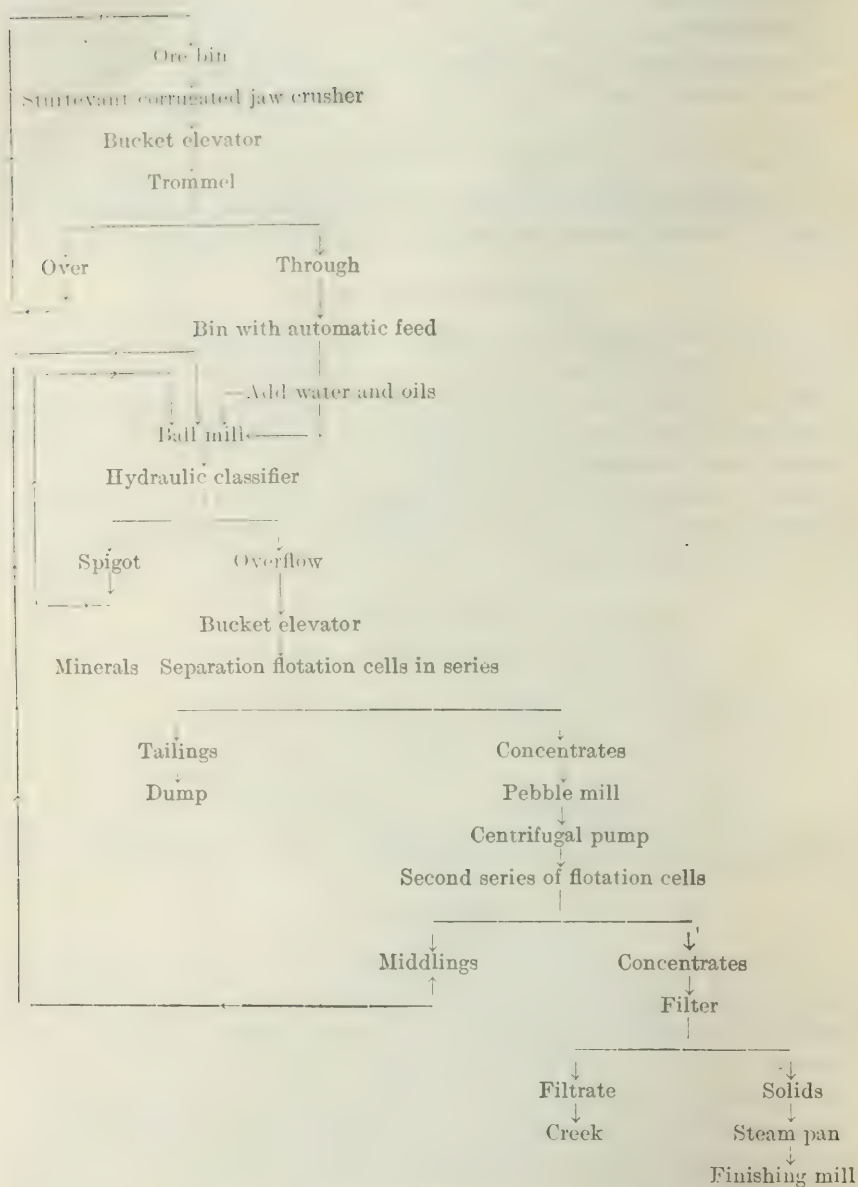 Ore bin
Sturtevant corrugated jaw crusher
Bucket elevator
Trommel
Over Through
Bin with automatic feed
Add water and oils
Ball mill
Hydraulic classifier
Spigot Overflow
Bucket elevator
Minerals Separation flotation cells in series
Tailings Concentrates
Dump Pebble mill
Centrifugal pump
Second series of flotation cells
Middlings Concentrates
Filter
Filtrate Solids
Creek Steam pan
Finishing mill